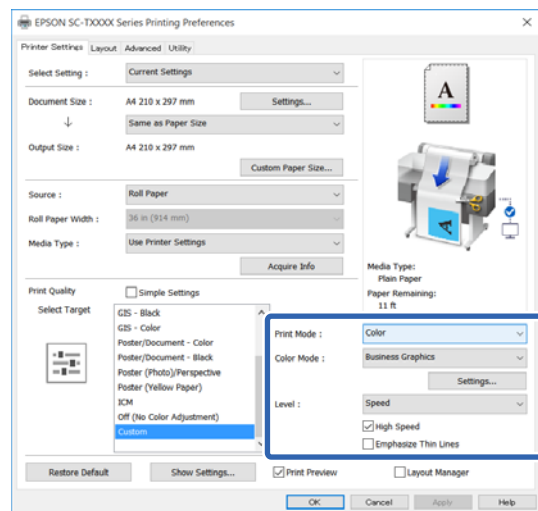 EPSON SC-TXXXX Series Printing Preferences
Printer Settings Layout Advanced Utility
Select Setting : Current Settings
Document Size : A4 210 x 297 mm Settings...
Same as Paper Size
Output Size : A4 210 x 297 mm
Custom Paper Size...
Source : Roll Paper
Roll Paper Width : 36 in (914 mm)
Media Type : Use Printer Settings
Acquire Info
A
Media Type:
Plain Paper
Paper Remaining:
11 ft
Print Quality Simple Settings
Select Target
GIS - Black
GIS - Color
Poster/Document - Color
Poster/Document - Black
Poster (Photo)/Perspective
Poster (Yellow Paper)
ICM
Off (No Color Adjustment)
Custom
Print Mode : Color
Color Mode : Business Graphics
Settings...
Level : Speed
High Speed
Emphasize Thin Lines
Restore Default Show Settings... Print Preview Layout Manager
OK Cancel Apply Help